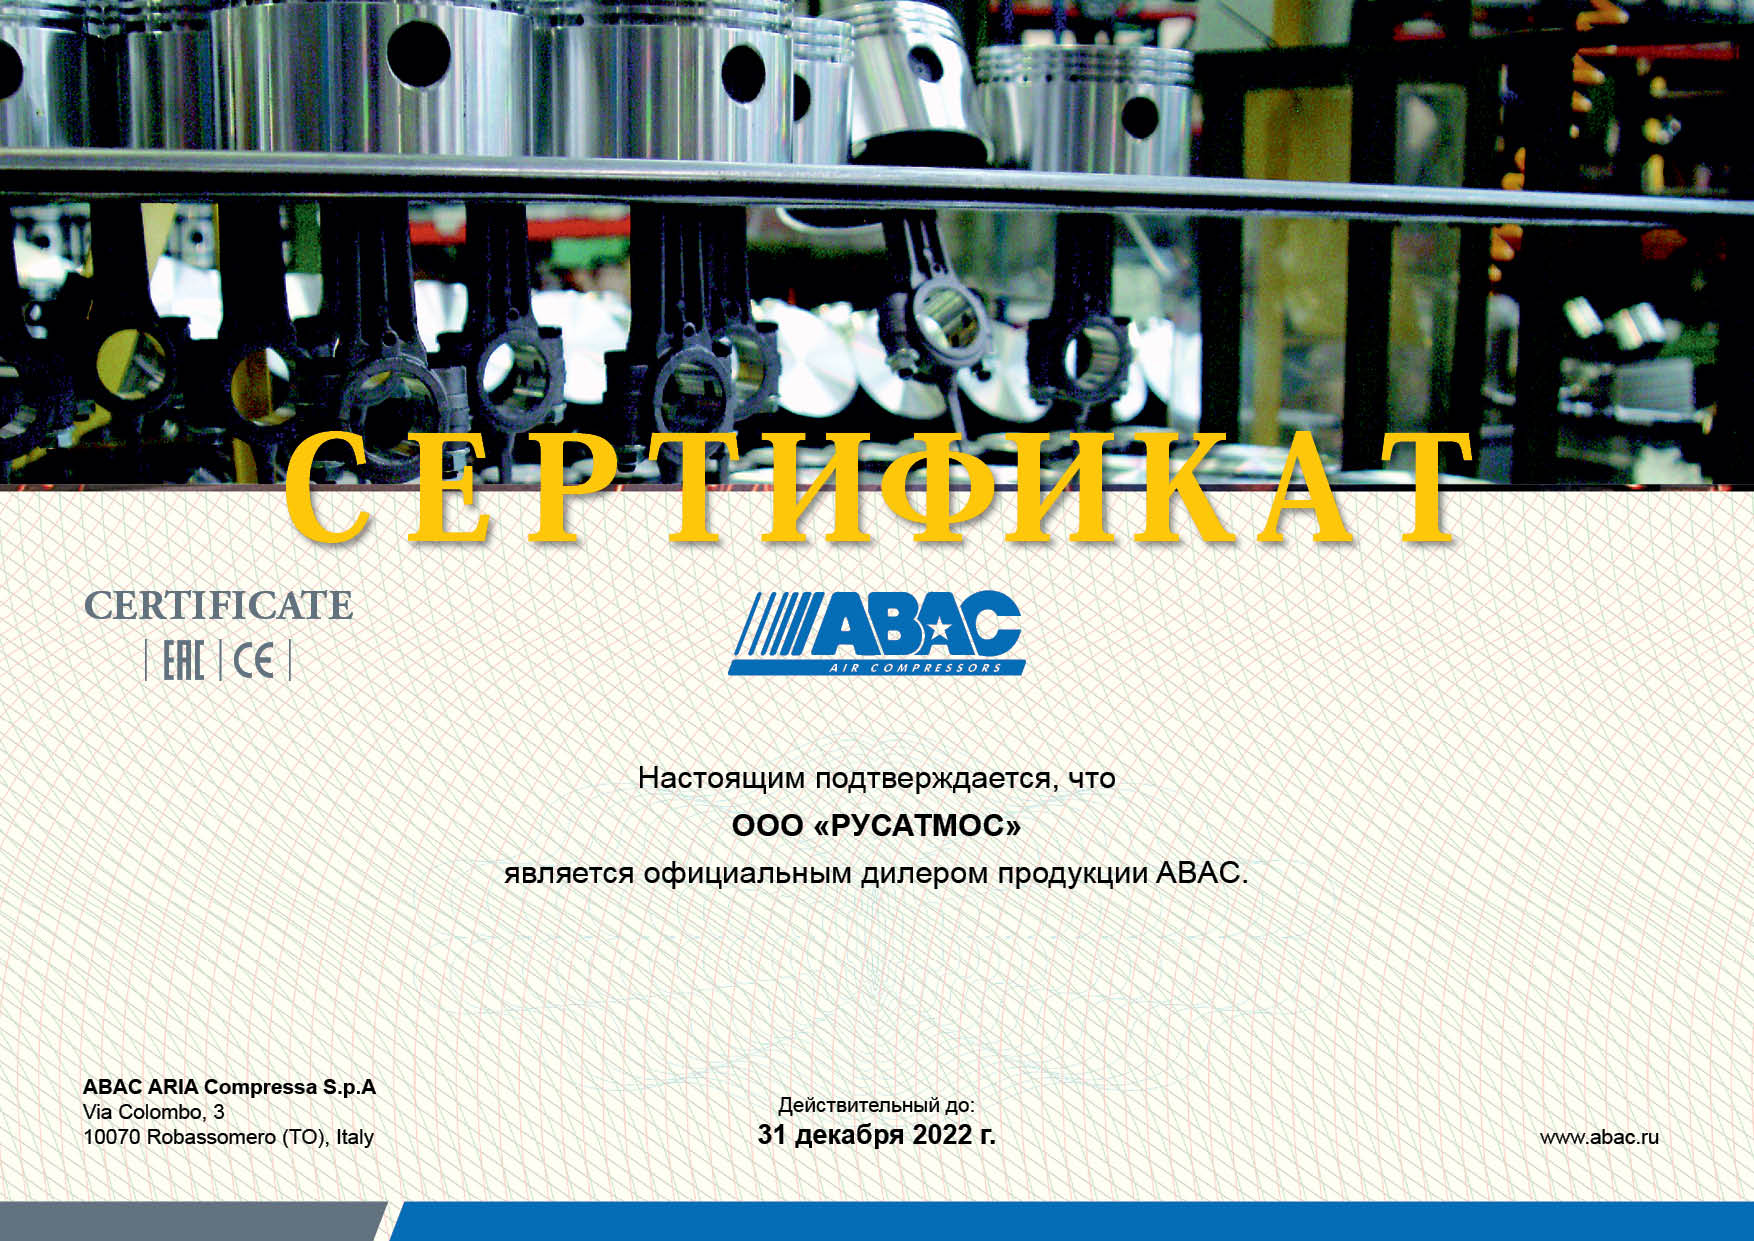 СЕРТИФИКАТ
CERTIFICATE
EAC CE
ABAC
AIR COMPRESSORS
Настоящим подтверждается, что
ООО «РУСАТМОС»
является официальным дилером продукции ABAC.
ABAC ARIA Compressa S.p.A
Via Colombo, 3
10070 Robassomero (TO), Italy
Действительный до:
31 декабря 2022 г.
www.abac.ru